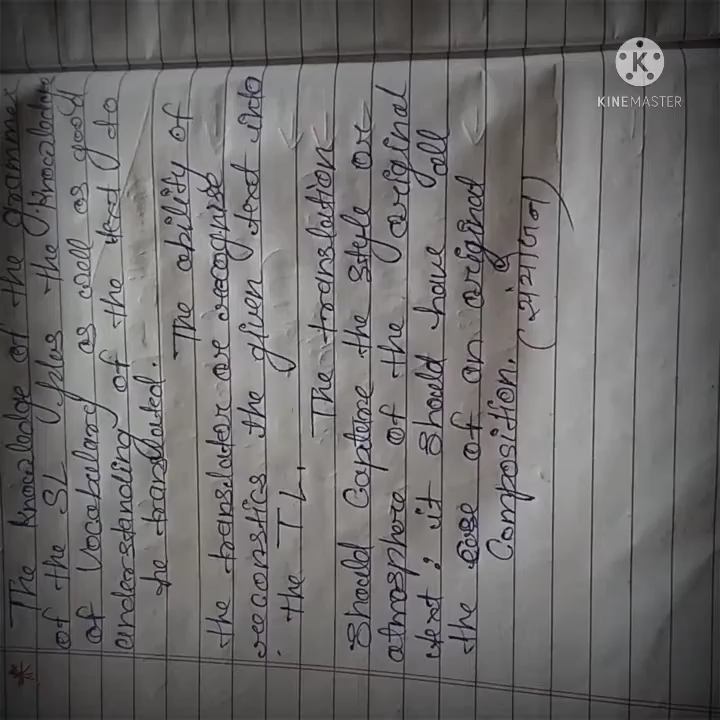 The knowledge of the grammer
of the SL plus the knowledge
of vocabulary as well as good
understanding of the text to
be translated.
The ability of
the translator or recognise
reconstics the given text into
the TL.
The translation
should capture the style or
atmosphere of the original
text; it should have all
the ease of an original
Composition.
(संयोजन)
KINEMASTER